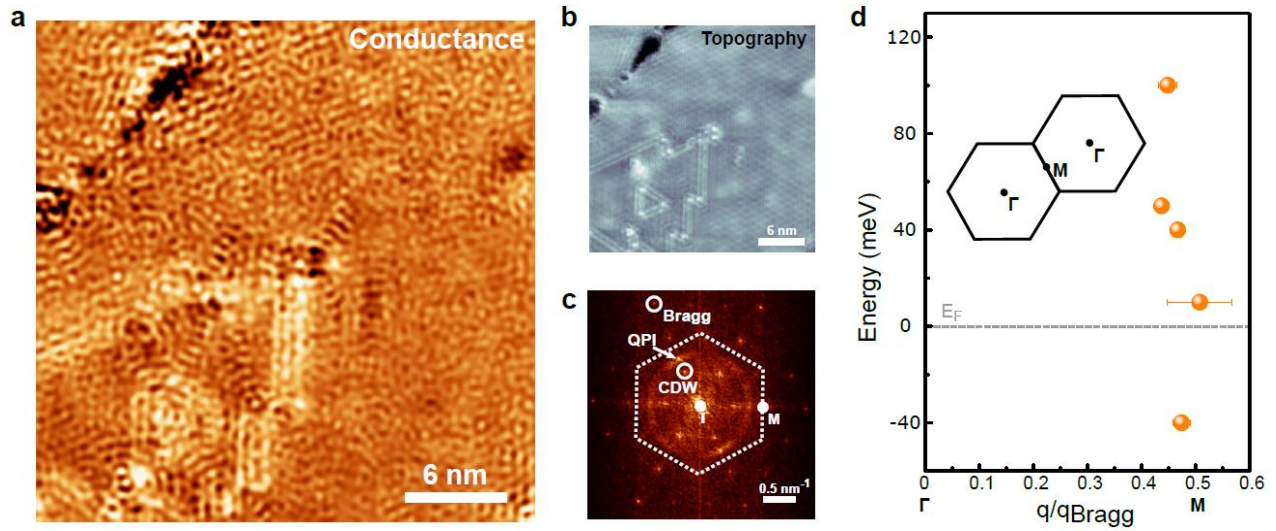 a
Conductance
6 nm
b
Topography
6 nm
c
Bragg
QPI
CDW
Γ
M
0.5 nm⁻¹
d
Energy (meV)
120
80
40
0
-40
Γ
M
Γ
E_F
0
0.1
0.2
0.3
0.4
0.5
0.6
Γ
q/qBragg
M